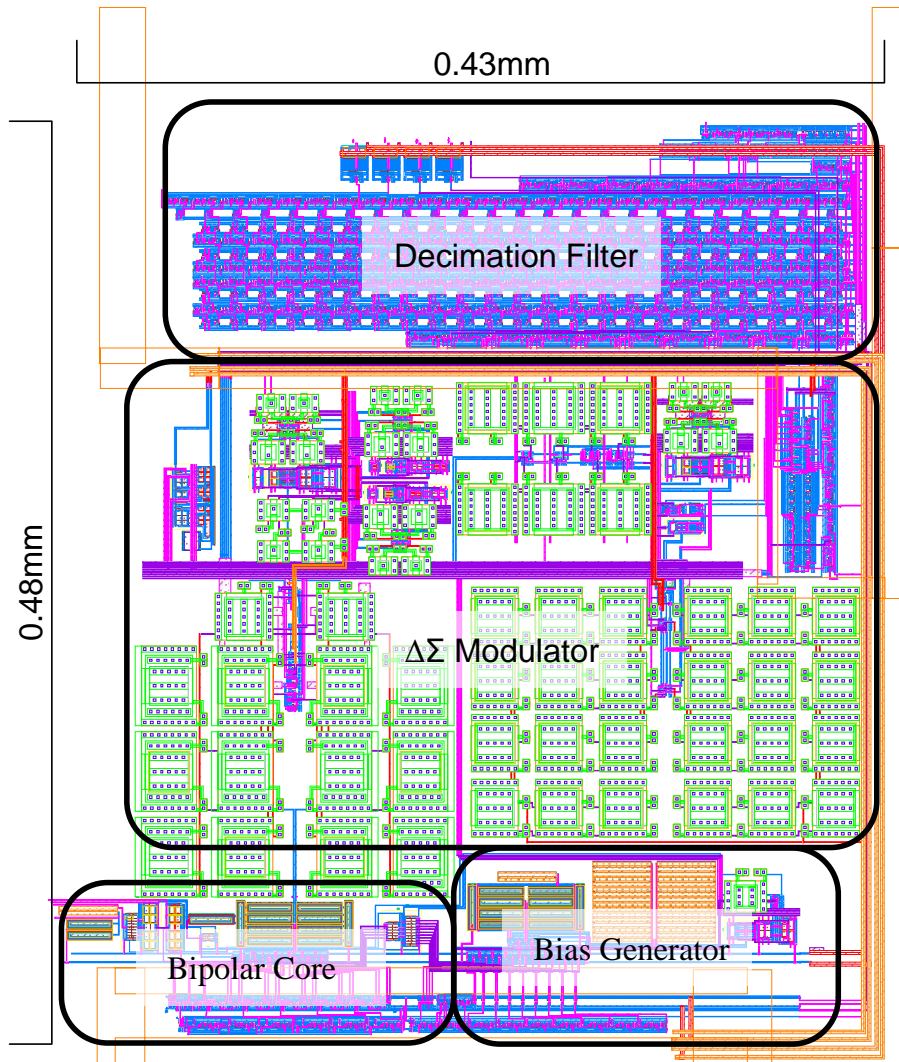 0.43mm
Decimation Filter
0.48mm
ΔΣ Modulator
Bipolar Core
Bias Generator